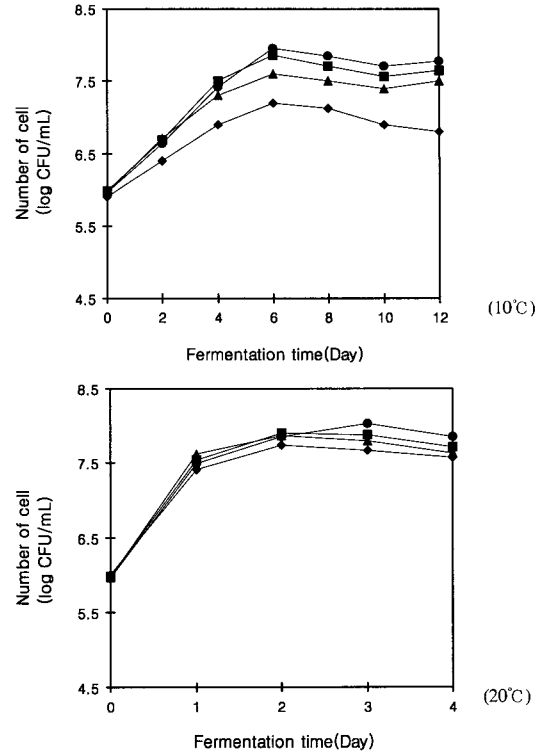 8.5
7.5
6.5
5.5
4.5
Number of cell
(log CFU/mL)
0 2 4 6 8 10 12
Fermentation time(Day)
(10℃)
8.5
7.5
6.5
5.5
4.5
Number of cell
(log CFU/mL)
0 1 2 3 4
Fermentation time(Day)
(20℃)